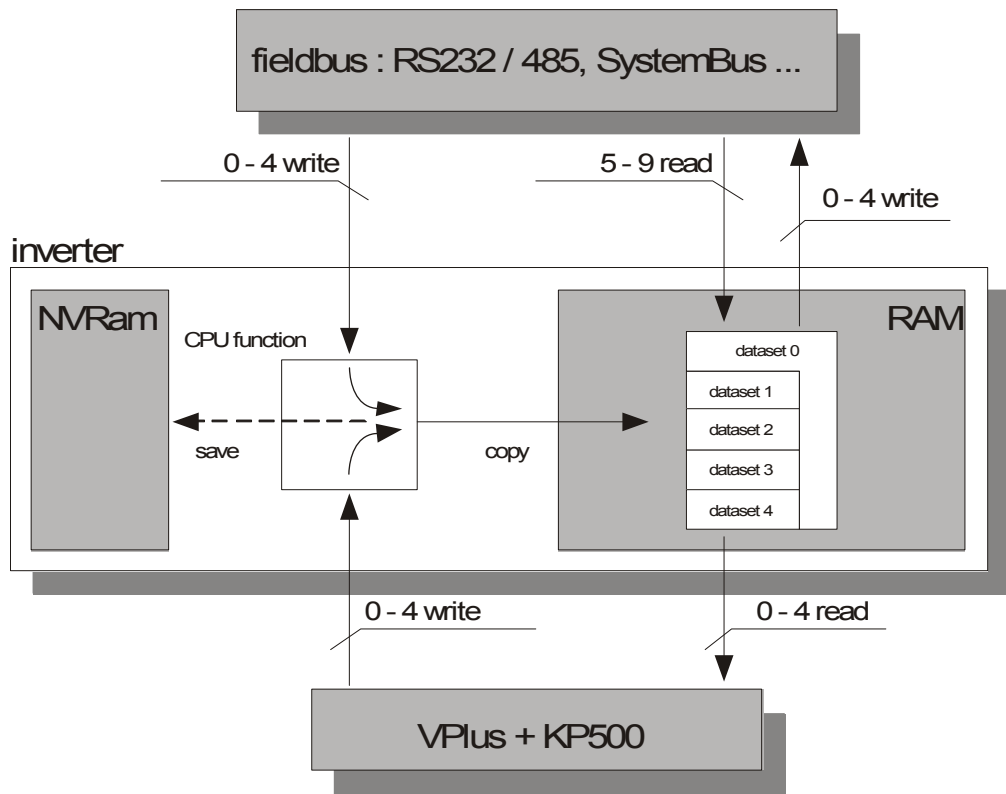 fieldbus : RS232 / 485, SystemBus ...
0 - 4 write
5 - 9 read
0 - 4 write
inverter
NVRam
RAM
CPU function
dataset 0
dataset 1
dataset 2
dataset 3
dataset 4
save
copy
0 - 4 write
0 - 4 read
VPlus + KP500